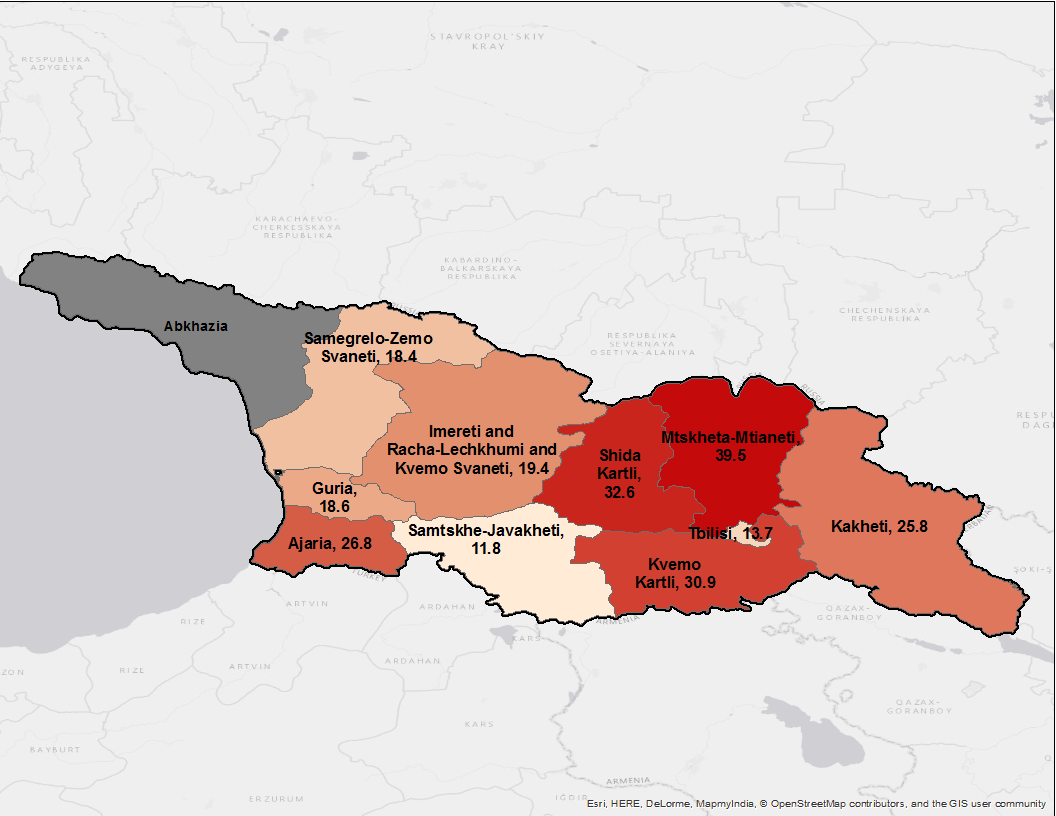 STAVROPOL'SKIY
KRAY
RESPUBLIKA
ADYGEYA
KARACHAEVO-
CHERKESSKAYA
RESPUBLIKA
KABARDINO-
BALKARSKAYA
RESPUBLIKA
CHECHENSKAYA
RESPUBLIKA
RESPUBLIKA
SEVERNAYA
OSETIYA-ALANIYA
Abkhazia
Samegrelo-Zemo
Svaneti, 18.4
Imereti and
Racha-Lechkhumi and
Kvemo Svaneti, 19.4
Shida
Kartli,
32.6
Mtskheta-Mtianeti,
39.5
Guria,
18.6
Ajaria, 26.8
Samtskhe-Javakheti,
11.8
Tbilisi, 13.7
Kvemo
Kartli, 30.9
Kakheti, 25.8
TURKEY
ARMENIA
ARTVIN
ARDAHAN
RIZE
KARS
QAZAX-
GORANBOY
RIZE
ARTVIN
ARDAHAN
QAZAX-
GORANBOY
KARS
BAYBURT
ARMENIA
ERZURUM
IĞDIR
Esri, HERE, DeLorme, MapmyIndia, © OpenStreetMap contributors, and the GIS user community